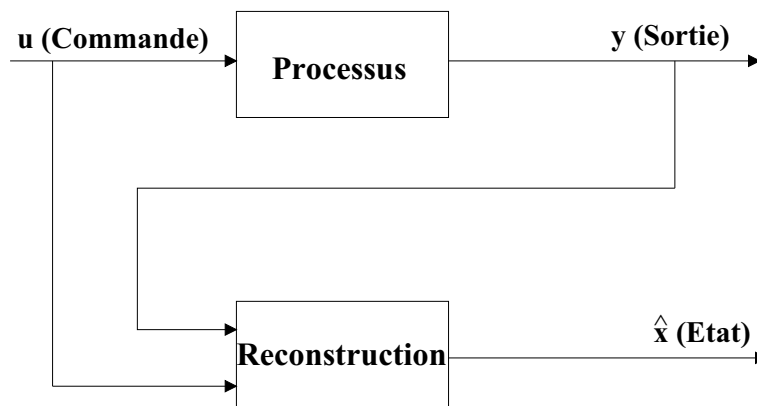 u (Commande)
y (Sortie)
Processus
x̂ (Etat)
Reconstruction